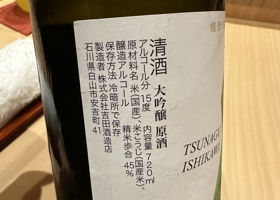 清酒 大吟醸 原酒
アルコール分 15度 内容量 720ml
原材料名 米(国産)、米こうじ(国産米)、
醸造アルコール 精米歩合 45%
保存方法 冷暗所で保存
製造者 株式会社吉田酒造店
石川県白山市安吉町41
TSUNAGU
ISHIKAWA